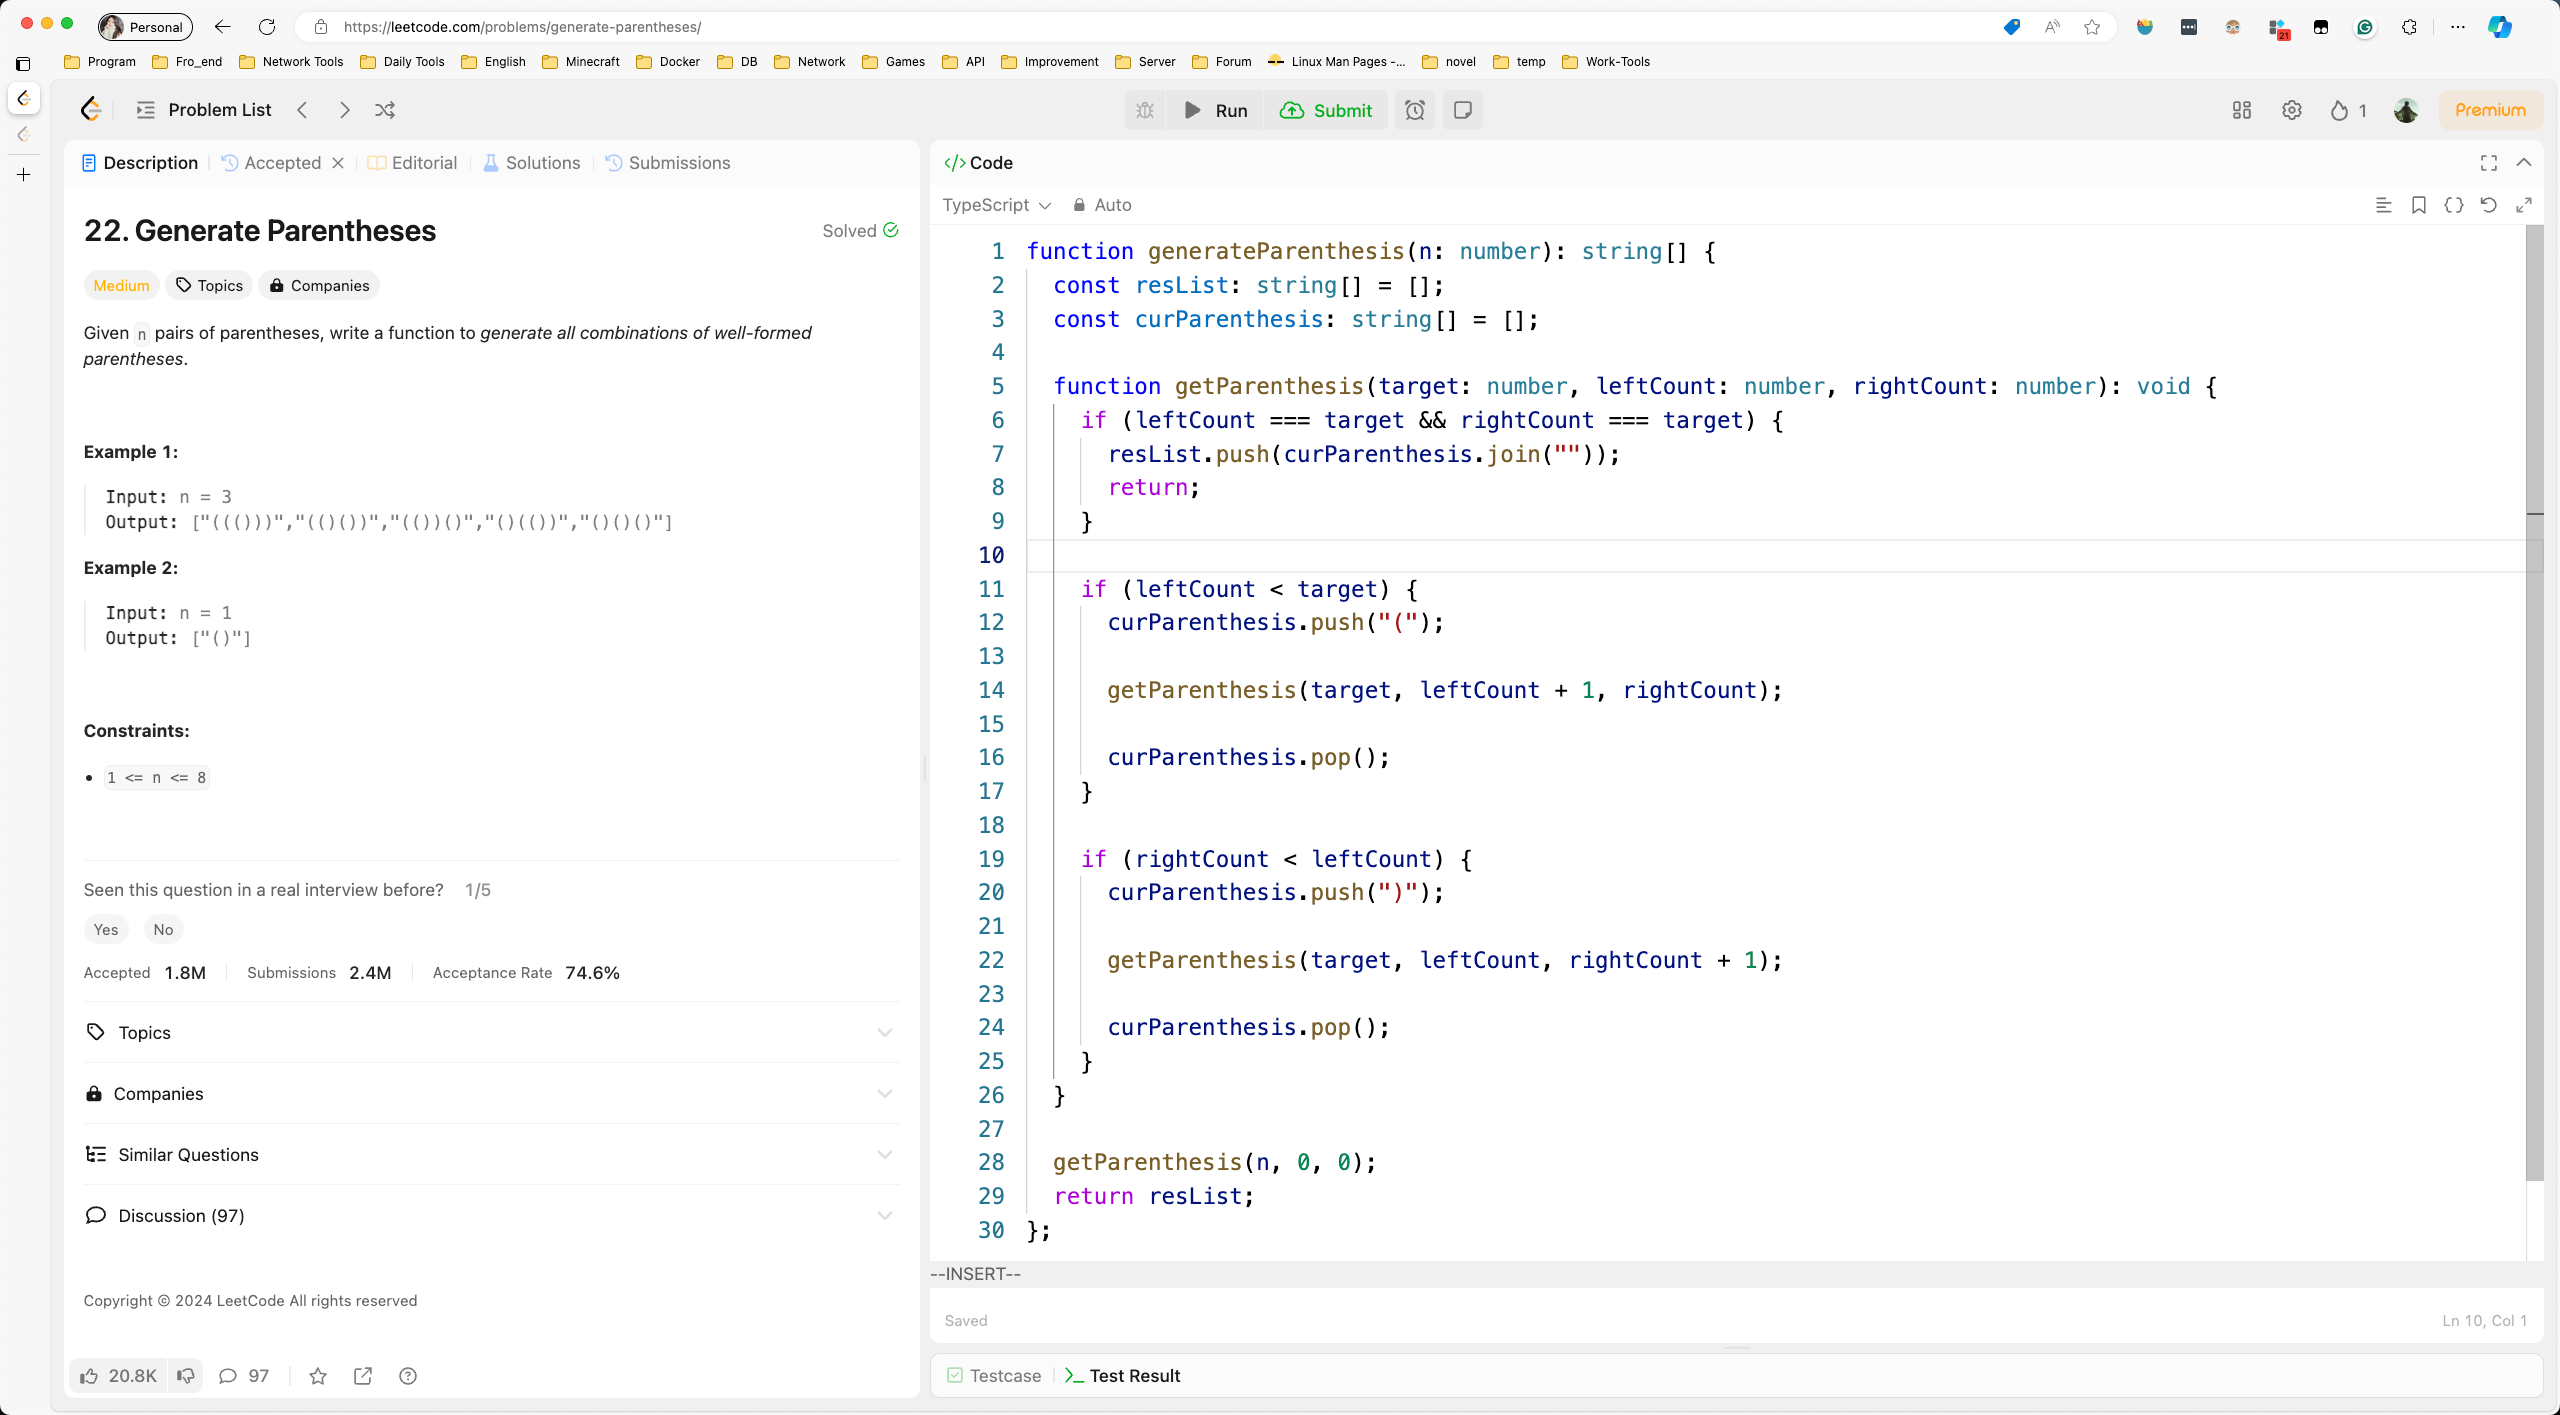 Personal
https://leetcode.com/problems/generate-parentheses/
21
Program Fro_end Network Tools Daily Tools English Minecraft Docker DB Network Games API Improvement Server Forum Linux Man Pages -... novel temp Work-Tools
Problem List
Run Submit
1 Premium
Description Accepted Editorial Solutions Submissions
22. Generate Parentheses
Solved
Medium Topics Companies
Given n pairs of parentheses, write a function to generate all combinations of well-formed
parentheses.
Example 1:
Input: n = 3
Output: ["((()))","(()())","(())()","()(())","()()()"]
Example 2:
Input: n = 1
Output: ["()"]
Constraints:
1 <= n <= 8
Seen this question in a real interview before? 1/5
Yes No
Accepted 1.8M Submissions 2.4M Acceptance Rate 74.6%
Topics
Companies
Similar Questions
Discussion (97)
Copyright © 2024 LeetCode All rights reserved
20.8K 97
</> Code
TypeScript Auto
1 function generateParenthesis(n: number): string[] {
2   const resList: string[] = [];
3   const curParenthesis: string[] = [];
4
5   function getParenthesis(target: number, leftCount: number, rightCount: number): void {
6     if (leftCount === target && rightCount === target) {
7       resList.push(curParenthesis.join(""));
8       return;
9     }
10
11     if (leftCount < target) {
12       curParenthesis.push("(");
13
14       getParenthesis(target, leftCount + 1, rightCount);
15
16       curParenthesis.pop();
17     }
18
19     if (rightCount < leftCount) {
20       curParenthesis.push(")");
21
22       getParenthesis(target, leftCount, rightCount + 1);
23
24       curParenthesis.pop();
25     }
26   }
27
28   getParenthesis(n, 0, 0);
29   return resList;
30 };
--INSERT--
Saved
Ln 10, Col 1
Testcase >_ Test Result